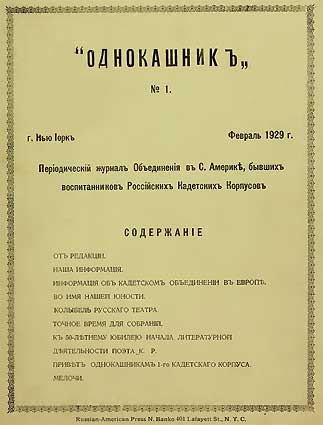 "ОДНОКАШНИКЪ„
№ 1.
г. Нью Іоркъ Февраль 1929 г.
Періодическій журналъ Объединенія въ С. Америкѣ, бывшихъ
воспитанниковъ Россійскихъ Кадетскихъ Корпусовъ
СОДЕРЖАНІЕ
ОТЪ РЕДАКЦІИ.
НАША ИНФОРМАЦІЯ.
ИНФОРМАЦІЯ ОБЪ КАДЕТСКОМЪ ОБЪЕДИНЕНІИ ВЪ ЕВРОПѢ.
ВО ИМЯ НАШЕЙ ЮНОСТИ.
КОЛЫБЕЛЬ РУССКАГО ТЕАТРА.
ТОЧНОЕ ВРЕМЯ ДЛЯ СОБРАНІЙ.
КЪ 50-ЛѢТНЕМУ ЮБИЛЕЮ НАЧАЛА ЛИТЕРАТУРНОЙ
ДѢЯТЕЛЬНОСТИ ПОЭТА К. Р.
ПРИВѢТЪ ОДНОКАШНИКАМЪ 1-го КАДЕТСКАГО КОРПУСА.
МЕЛОЧИ.
Russian-American Press N. Banko 401 Lafayett St., N. Y. C.